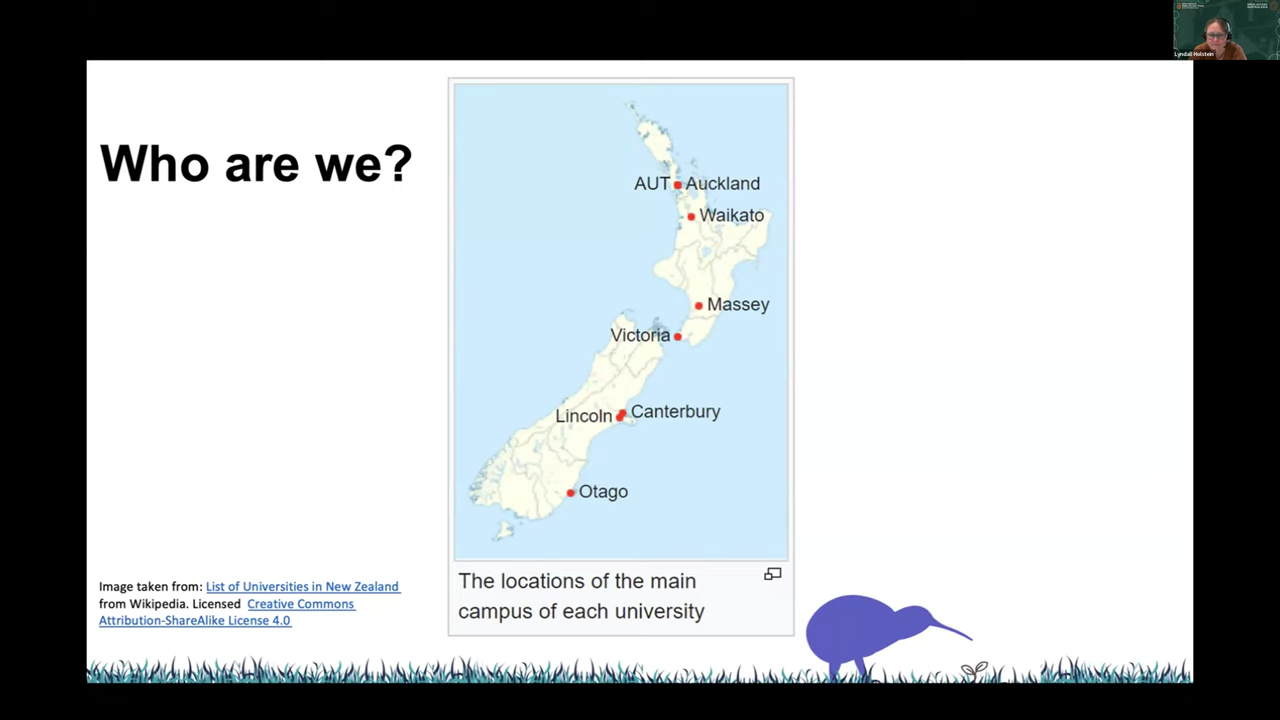 Lyndall Holstein
Who are we?
AUT Auckland
Waikato
Massey
Victoria
Lincoln Canterbury
Otago
The locations of the main
campus of each university
Image taken from: List of Universities in New Zealand
from Wikipedia. Licensed Creative Commons
Attribution-ShareAlike License 4.0